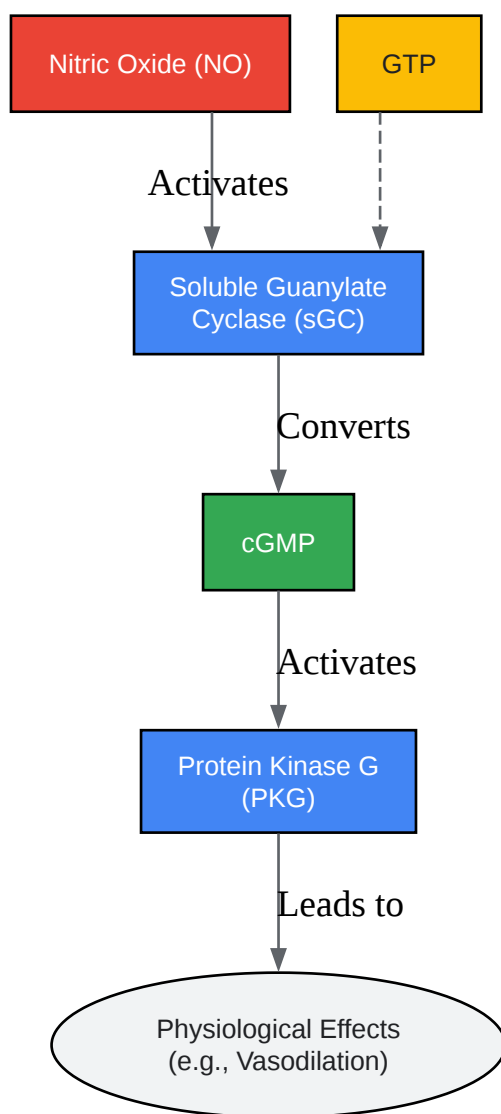 Nitric Oxide (NO)
GTP
Activates
Soluble Guanylate
Cyclase (sGC)
Converts
cGMP
Activates
Protein Kinase G
(PKG)
Leads to
Physiological Effects
(e.g., Vasodilation)